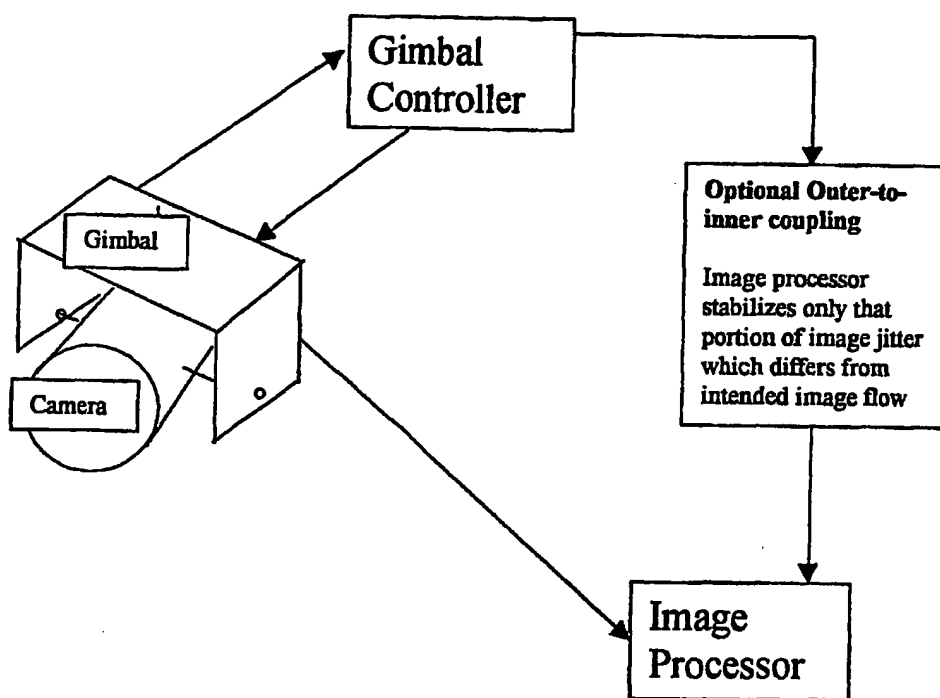 Gimbal
Controller
Optional Outer-to-
inner coupling
Image processor
stabilizes only that
portion of image jitter
which differs from
intended image flow
Gimbal
Camera
Image
Processor